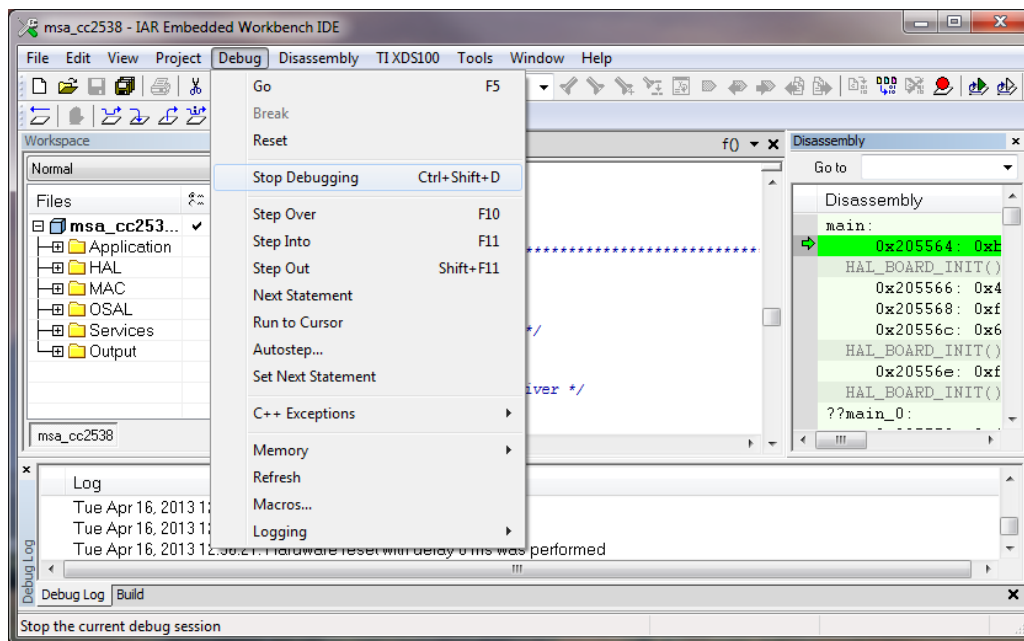 msa_cc2538 - IAR Embedded Workbench IDE
File Edit View Project Debug Disassembly TI XDS100 Tools Window Help
Workspace
Normal
Files
msa_cc253...
Application
HAL
MAC
OSAL
Services
Output
msa_cc2538
Go F5
Break
Reset
Stop Debugging Ctrl+Shift+D
Step Over F10
Step Into F11
Step Out Shift+F11
Next Statement
Run to Cursor
Autostep...
Set Next Statement
C++ Exceptions
Memory
Refresh
Macros...
Logging
f()
*****************************
*/
iver */
Disassembly
Go to
Disassembly
main:
0x205564: 0xb
HAL_BOARD_INIT()
0x205566: 0x4
0x205568: 0xf
0x20556c: 0x6
HAL_BOARD_INIT()
0x20556e: 0xf
HAL_BOARD_INIT()
??main_0:
Log
Tue Apr 16, 2013 1
Tue Apr 16, 2013 1
Tue Apr 16, 2013 12:56:21: Hardware reset with delay 0 ms was performed
Debug Log
Debug Log Build
Stop the current debug session